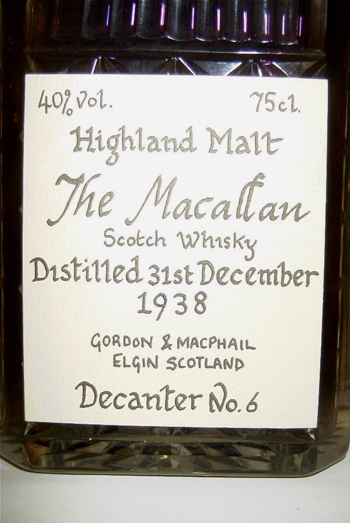 40% Vol. 75cl.
Highland Malt
The Macallan
Scotch Whisky
Distilled 31st December
1938
GORDON & MACPHAIL
ELGIN SCOTLAND
Decanter No. 6